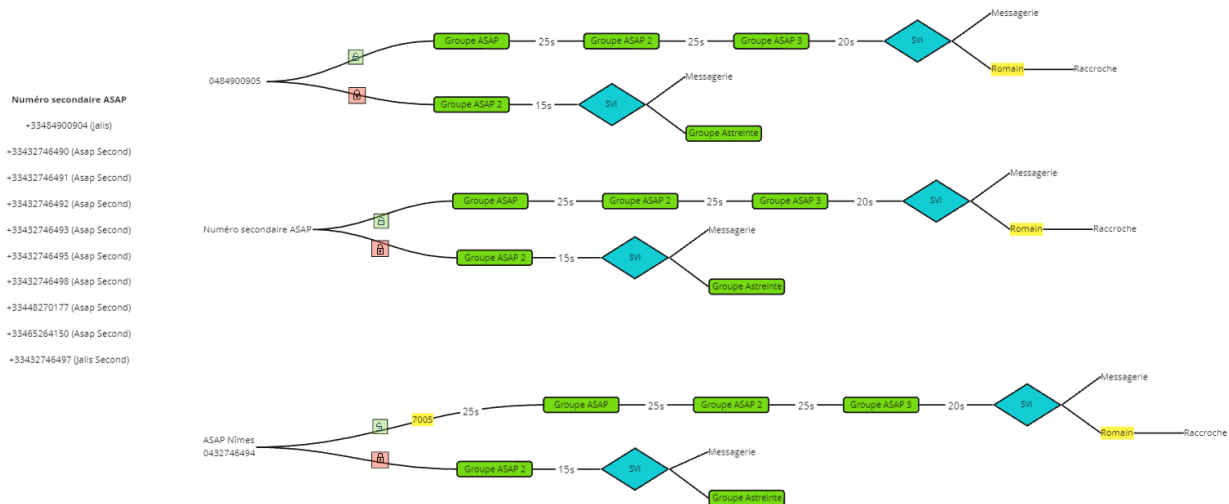 Numéro secondaire ASAP
+33484900904 (jalis)
+33432746490 (Asap Second)
+33432746491 (Asap Second)
+33432746492 (Asap Second)
+33432746493 (Asap Second)
+33432746495 (Asap Second)
+33432746498 (Asap Second)
+33448270177 (Asap Second)
+33465264150 (Asap Second)
+33432746497 (Jalis Second)
0484900905
Groupe ASAP
25s
Groupe ASAP 2
25s
Groupe ASAP 3
20s
SVI
Messagerie
Romain
Raccroche
Groupe ASAP 2
15s
SVI
Messagerie
Groupe Astreinte
Numéro secondaire ASAP
Groupe ASAP
25s
Groupe ASAP 2
25s
Groupe ASAP 3
20s
SVI
Messagerie
Romain
Raccroche
Groupe ASAP 2
15s
SVI
Messagerie
Groupe Astreinte
ASAP Nîmes
0432746494
7005
25s
Groupe ASAP
25s
Groupe ASAP 2
25s
Groupe ASAP 3
20s
SVI
Messagerie
Romain
Raccroche
Groupe ASAP 2
15s
SVI
Messagerie
Groupe Astreinte